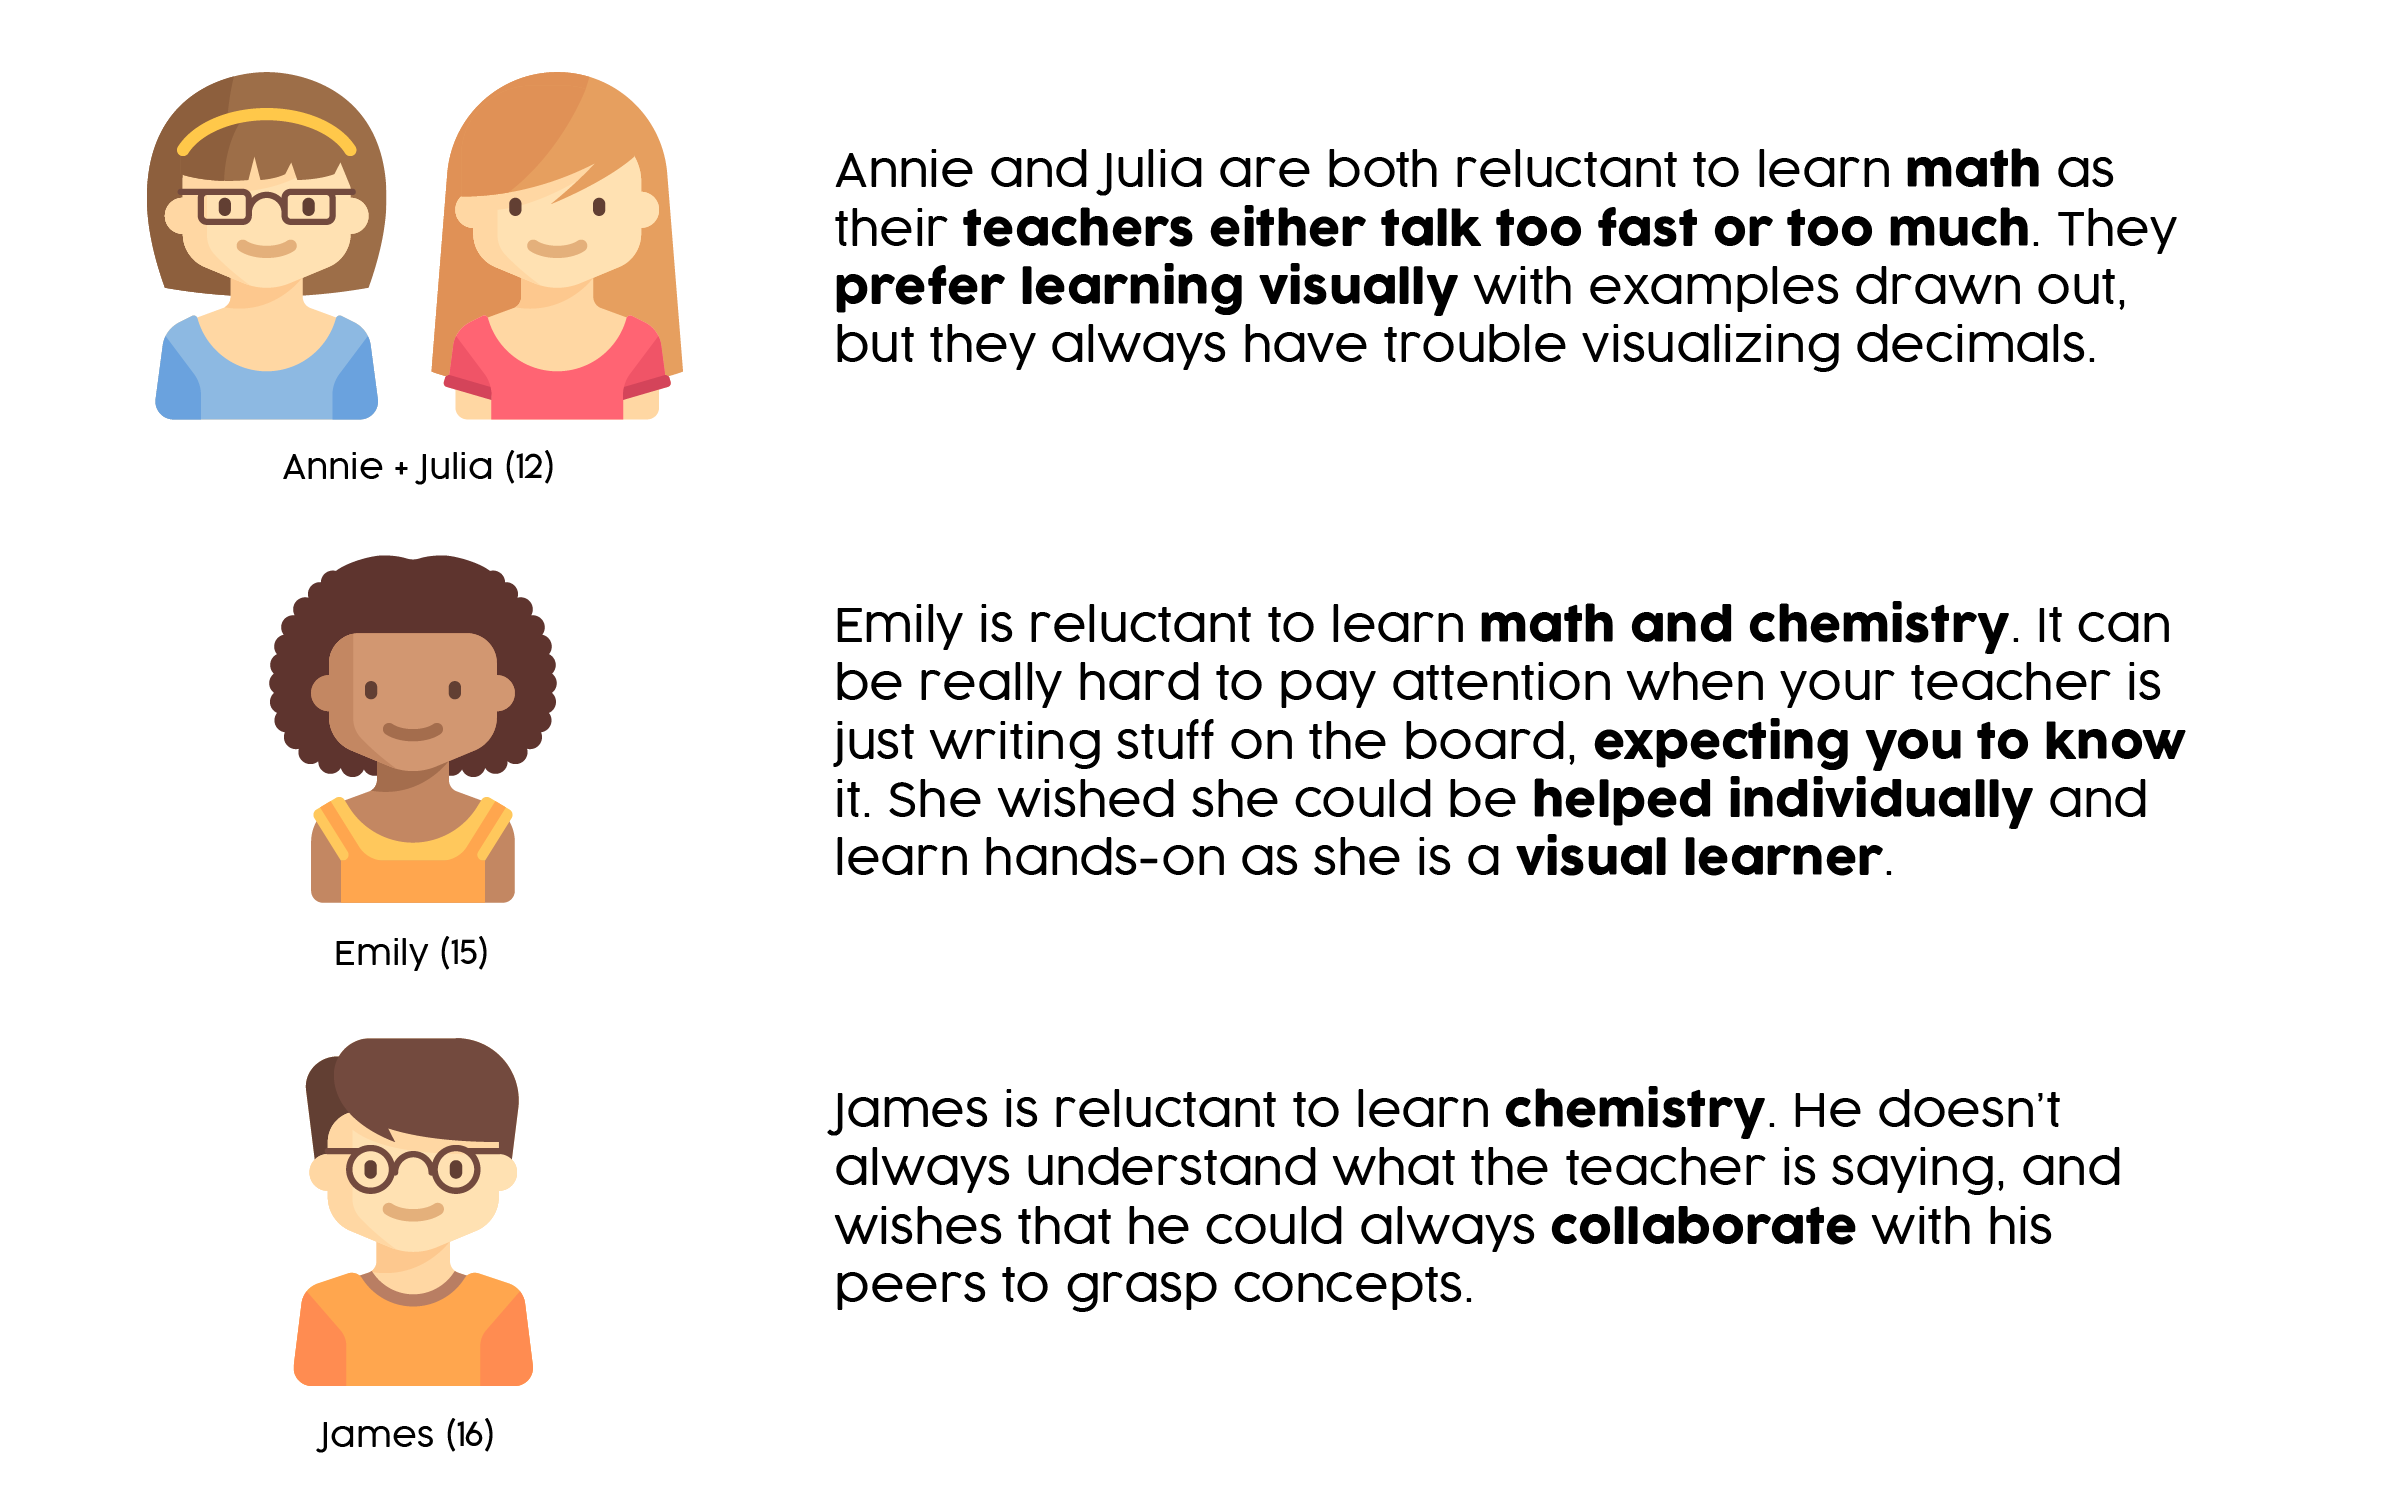 Annie and Julia are both reluctant to learn math as
their teachers either talk too fast or too much. They
prefer learning visually with examples drawn out,
but they always have trouble visualizing decimals.
Annie + Julia (12)
Emily is reluctant to learn math and chemistry. It can
be really hard to pay attention when your teacher is
just writing stuff on the board, expecting you to know
it. She wished she could be helped individually and
learn hands-on as she is a visual learner.
Emily (15)
James is reluctant to learn chemistry. He doesn't
always understand what the teacher is saying, and
wishes that he could always collaborate with his
peers to grasp concepts.
James (16)